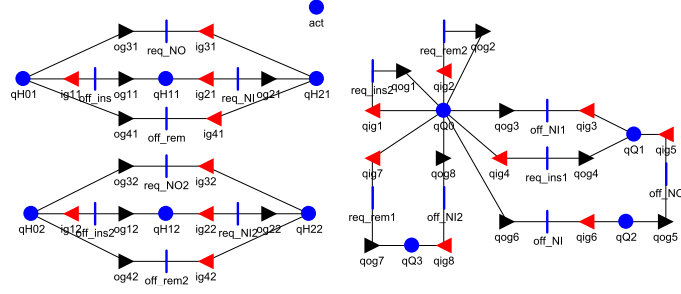 act
og31
req_NO
ig31
qH01
ig11
off_ins
og11
qH11
ig21
req_NI
og21
qH21
og41
off_rem
ig41
og32
req_NO2
ig32
qH02
ig12
off_ins2
og12
qH12
ig22
req_NI2
og22
qH22
og42
off_rem2
ig42
req_rem2
qog2
req_ins2
qog1
qig2
qig1
qQ0
qog3
off_NI1
qig3
qQ1
qig5
qig7
qog8
qig4
req_ins1
qog4
off_NO
req_rem1
off_NI2
qog6
off_NI
qig6
qQ2
qog5
qog7
qQ3
qig8